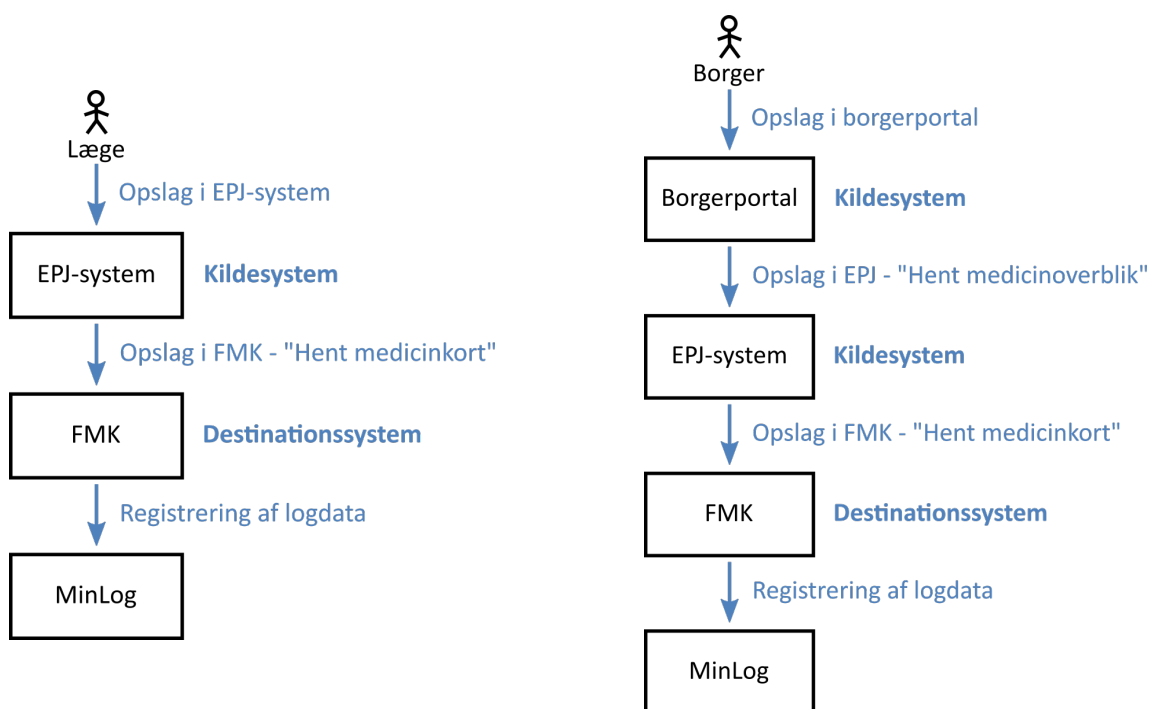 Læge
Opslag i EPJ-system
EPJ-system
Kildesystem
Opslag i FMK - "Hent medicinkort"
FMK
Destinationssystem
Registrering af logdata
MinLog
Borger
Opslag i borgerportal
Borgerportal
Kildesystem
Opslag i EPJ - "Hent medicinoverblik"
EPJ-system
Kildesystem
Opslag i FMK - "Hent medicinkort"
FMK
Destinationssystem
Registrering af logdata
MinLog